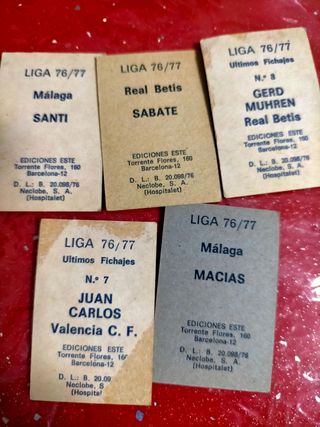 LIGA 76/77
Málaga
SANTI
EDICIONES ESTE
Torrente Flores, 160
Barcelona-12
D. L.: B. 20.098/76
Neclobe, S. A.
(Hospitalet)
LIGA 76/77
Real Betis
SABATE
EDICIONES ESTE
Torrente Flores, 160
Barcelona-12
D. L.: B. 20.098/76
Neclobe, S. A.
(Hospitalet)
LIGA 76/77
Ultimos Fichajes
N.º 8
GERD
MUHREN
Real Betis
EDICIONES ESTE
Torrente Flores, 160
Barcelona-12
D. L.: B. 20.098/76
Neclobe, S. A.
(Hospitalet)
LIGA 76/77
Ultimos Fichajes
N.º 7
JUAN
CARLOS
Valencia C. F.
EDICIONES ESTE
Torrente Flores, 160
Barcelona-12
D. L.: B. 20.09
Neclobe, S
(Hospital
LIGA 76/77
Málaga
MACIAS
EDICIONES ESTE
Torrente Flores, 160
Barcelona-12
D. L.: B. 20.098/76
Neclobe, S. A.
(Hospitalet)